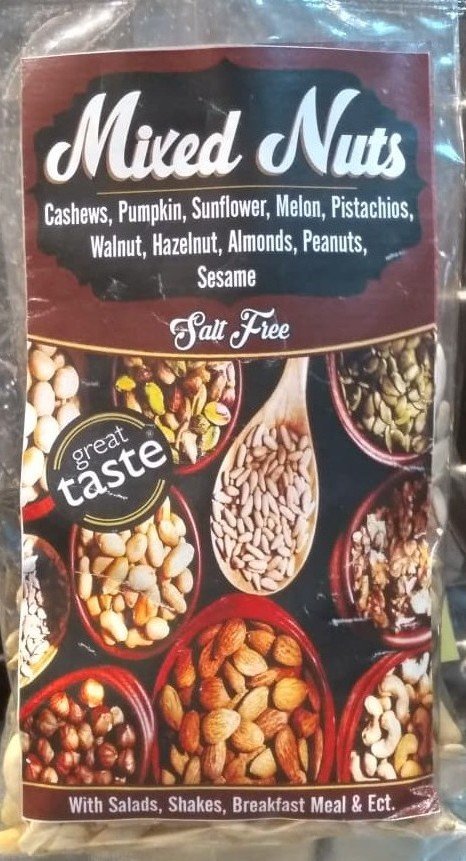 Mixed Nuts
Cashews, Pumpkin, Sunflower, Melon, Pistachios,
Walnut, Hazelnut, Almonds, Peanuts,
Sesame
Salt Free
great
taste
With Salads, Shakes, Breakfast Meal & Ect.